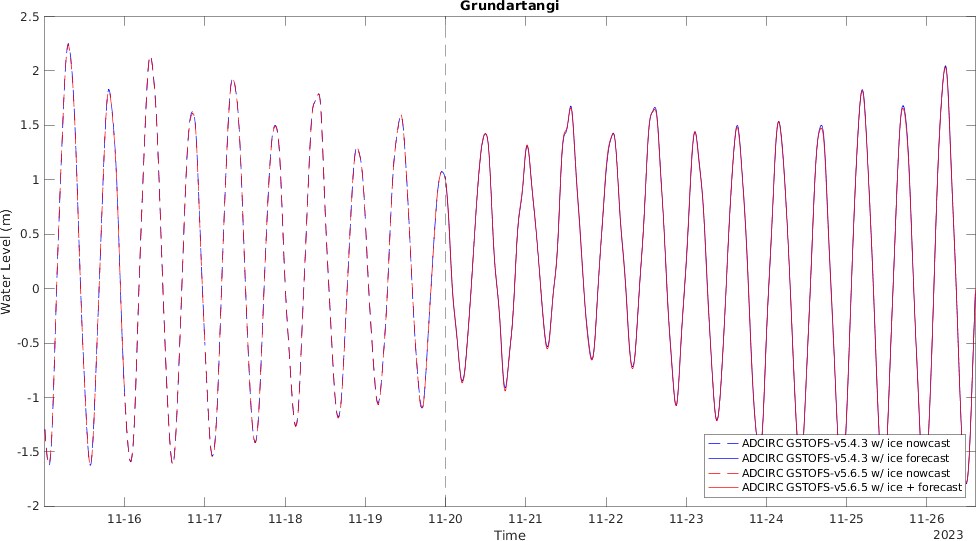 Grundartangi
2.5
2
1.5
1
0.5
0
-0.5
-1
-1.5
-2
Water Level (m)
ADCIRC GSTOFS-v5.4.3 w/ ice nowcast
ADCIRC GSTOFS-v5.4.3 w/ ice forecast
ADCIRC GSTOFS-v5.6.5 w/ ice nowcast
ADCIRC GSTOFS-v5.6.5 w/ ice + forecast
11-16 11-17 11-18 11-19 11-20 11-21 11-22 11-23 11-24 11-25 11-26
2023
Time